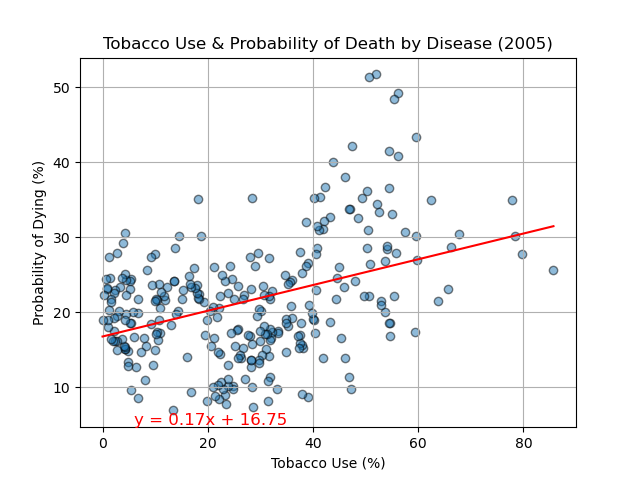 Tobacco Use & Probability of Death by Disease (2005)
50
40
30
20
10
Probability of Dying (%)
y = 0.17x + 16.75
0 20 40 60 80
Tobacco Use (%)